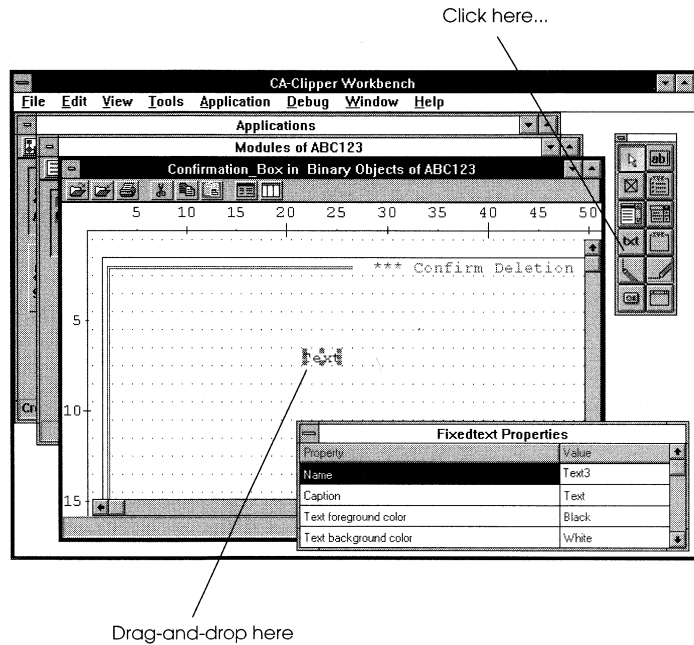 Click here...
CA-Clipper Workbench
File Edit View Tools Application Debug Window Help
Applications
Modules of ABC123
Confirmation_Box in Binary Objects of ABC123
5 10 15 20 25 30 35 40 45 50
*** Confirm Deletion
5
Text
10
15
txt
OK
Fixedtext Properties
Property Value
Name Text3
Caption Text
Text foreground color Black
Text background color White
Drag-and-drop here